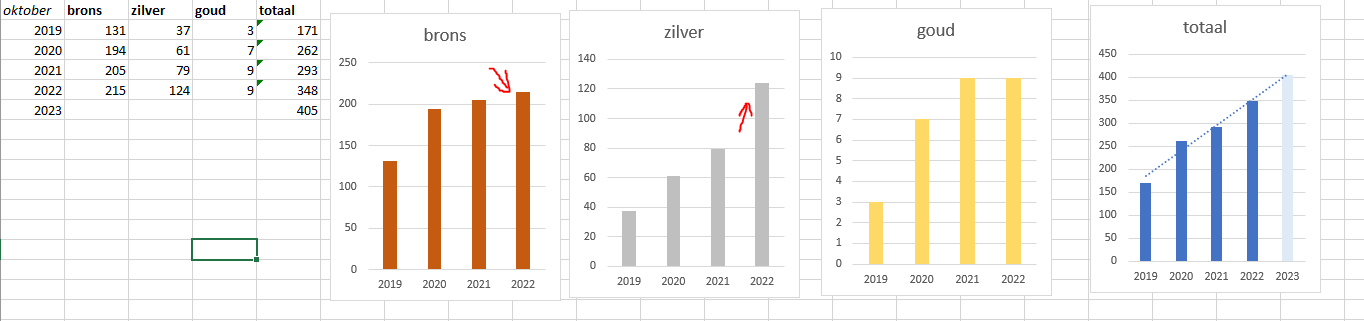 oktober brons zilver goud totaal
2019 131 37 3 171
2020 194 61 7 262
2021 205 79 9 293
2022 215 124 9 348
2023 405
brons
250
200
150
100
50
0
2019 2020 2021 2022
zilver
140
120
100
80
60
40
20
0
2019 2020 2021 2022
goud
10
9
8
7
6
5
4
3
2
1
0
2019 2020 2021 2022
totaal
450
400
350
300
250
200
150
100
50
0
2019 2020 2021 2022 2023